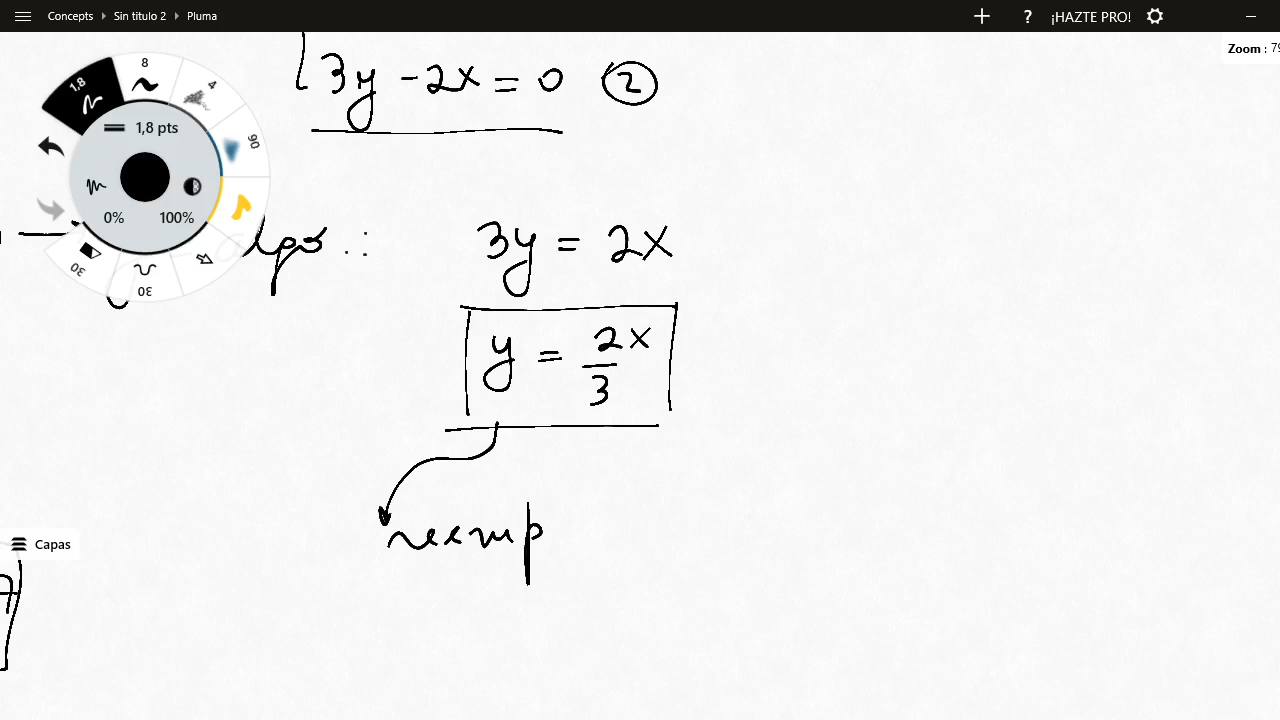 Concepts Sin título 2 Pluma + ? ¡HAZTE PRO!
Zoom : 79
8
1,8
4
1,8 pts
90
0% 100%
30
30
3y - 2x = 0 ②
3y = 2x
y = 2x/3
reemp
Capas